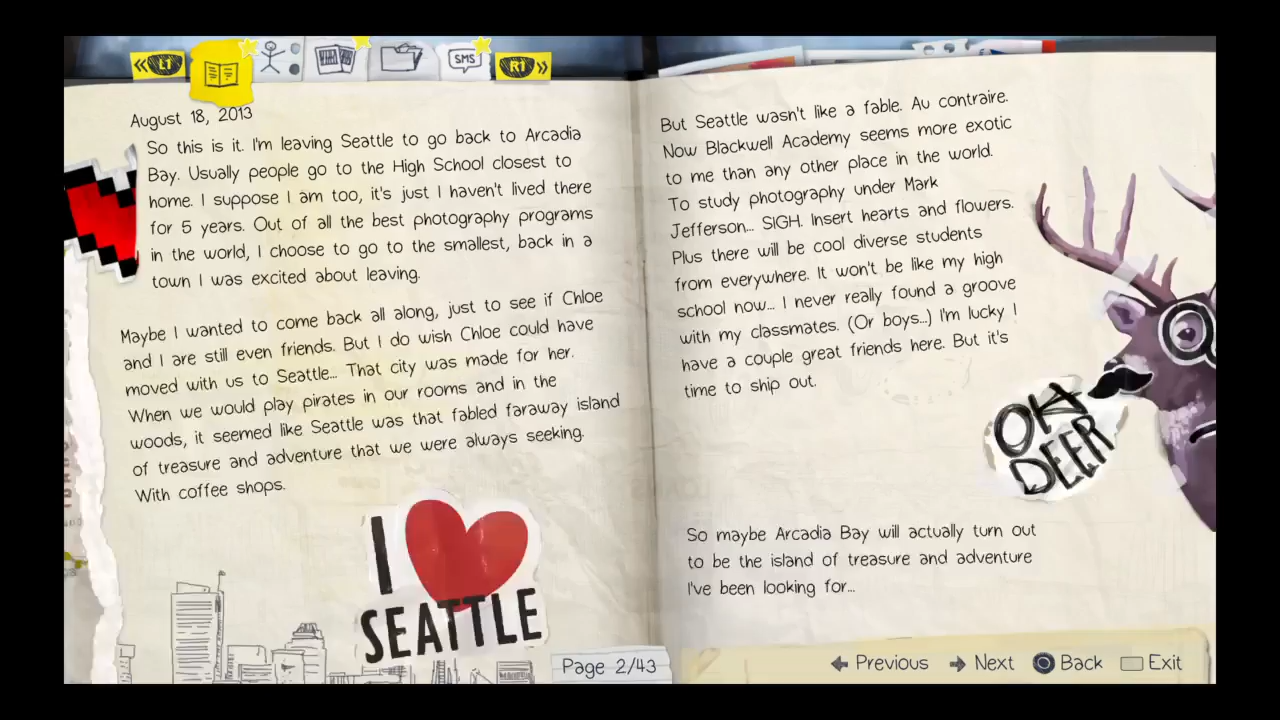 LT
SMS
R1
August 18, 2013
So this is it. I'm leaving Seattle to go back to Arcadia
Bay. Usually people go to the High School closest to
home. I suppose I am too, it's just I haven't lived there
for 5 years. Out of all the best photography programs
in the world, I choose to go to the smallest, back in a
town I was excited about leaving.
Maybe I wanted to come back all along, just to see if Chloe
and I are still even friends. But I do wish Chloe could have
moved with us to Seattle... That city was made for her.
When we would play pirates in our rooms and in the
woods, it seemed like Seattle was that fabled faraway island
of treasure and adventure that we were always seeking.
With coffee shops.
I
SEATTLE
Page 2/43
But Seattle wasn't like a fable. Au contraire.
Now Blackwell Academy seems more exotic
to me than any other place in the world.
To study photography under Mark
Jefferson... SIGH. Insert hearts and flowers.
Plus there will be cool diverse students
from everywhere. It won't be like my high
school now... I never really found a groove
with my classmates. (Or boys...) I'm lucky I
have a couple great friends here. But it's
time to ship out.
OH
DEER
So maybe Arcadia Bay will actually turn out
to be the island of treasure and adventure
I've been looking for...
Previous Next Back Exit